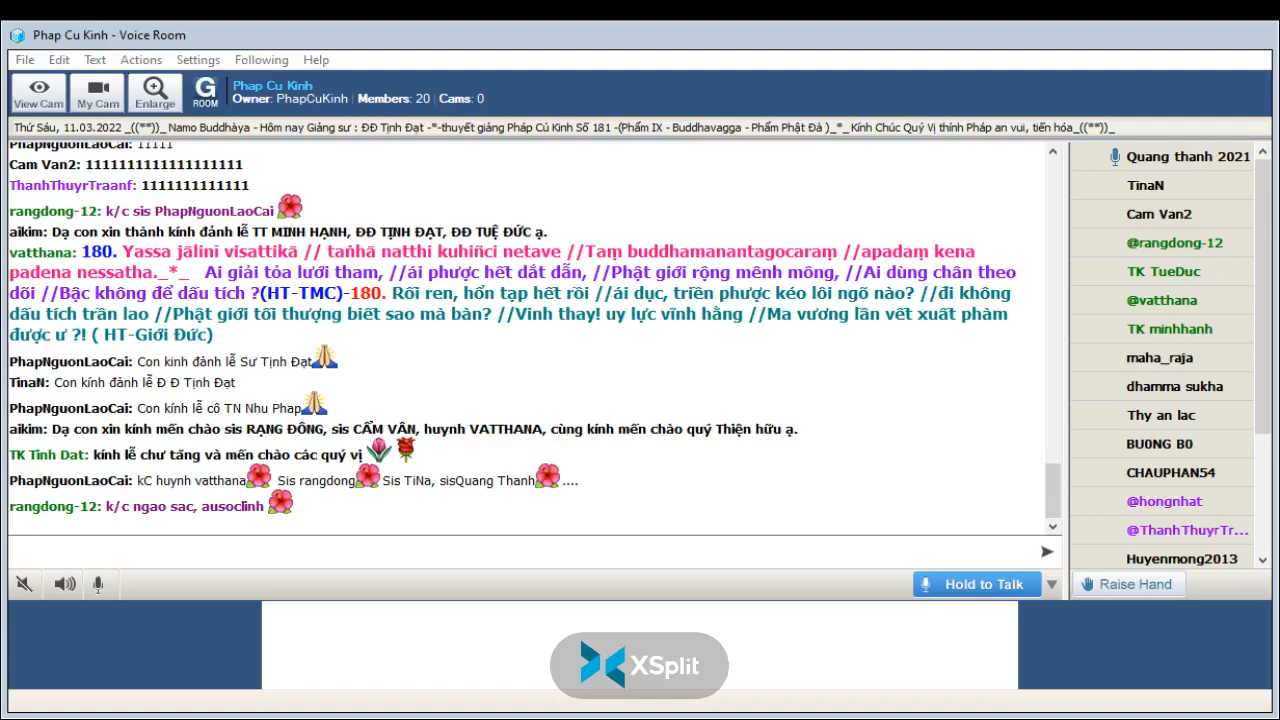 Phap Cu Kinh - Voice Room
File Edit Text Actions Settings Following Help
View Cam My Cam Enlarge G ROOM
Phap Cu Kinh
Owner: PhapCuKinh | Members: 20 | Cams: 0
Thứ Sáu, 11.03.2022 _((**))_ Namo Buddhàya - Hôm nay Giảng sư : ĐĐ Tịnh Đạt -*-thuyết giảng Pháp Cú Kinh Số 181 -(Phẩm IX - Buddhavagga - Phẩm Phật Đà )_*_ Kính Chúc Quý Vị thính Pháp an vui, tiến hóa_((**))_
PhapNguonLaoCai: 11111
Cam Van2: 1111111111111111111
ThanhThuyrTraanf: 1111111111111
rangdong-12: k/c sis PhapNguonLaoCai
aikim: Dạ con xin thành kính đảnh lễ TT MINH HẠNH, ĐĐ TỊNH ĐẠT, ĐĐ TUỆ ĐỨC ạ.
vatthana: 180. Yassa jālinī visattikā // taṅhā natthi kuhiñci netave //Taṃ buddhamanantagocaraṃ //apadaṃ kena
padena nessatha._*_ Ai giải tỏa lưới tham, //ái phược hết dắt dẫn, //Phật giới rộng mênh mông, //Ai dùng chân theo
dõi //Bậc không để dấu tích ?(HT-TMC)-180. Rối ren, hổn tạp hết rồi //ái dục, triền phược kéo lôi ngõ nào? //đi không
dấu tích trần lao //Phật giới tối thượng biết sao mà bàn? //Vinh thay! uy lực vĩnh hằng //Ma vương lần vết xuất phàm
được ư ?! ( HT-Giới Đức)
PhapNguonLaoCai: Con kinh đảnh lễ Sư Tịnh Đạt
TinaN: Con kính đảnh lễ Đ Đ Tịnh Đạt
PhapNguonLaoCai: Con kính lễ cô TN Nhu Phap
aikim: Dạ con xin kính mến chào sis RẠNG ĐÔNG, sis CẨM VÂN, huynh VATTHANA, cùng kính mến chào quý Thiện hữu ạ.
TK Tinh Dat: kính lễ chư tăng và mến chào các quý vị
PhapNguonLaoCai: kC huynh vatthana Sis rangdong Sis TiNa, sisQuang Thanh ....
rangdong-12: k/c ngao sac, ausoclinh
Hold to Talk
Quang thanh 2021
TinaN
Cam Van2
@rangdong-12
TK TueDuc
@vatthana
TK minhhanh
maha_raja
dhamma sukha
Thy an lac
BU0NG B0
CHAUPHAN54
@hongnhat
@ThanhThuyrTr...
Huyenmong2013
Raise Hand
XSplit